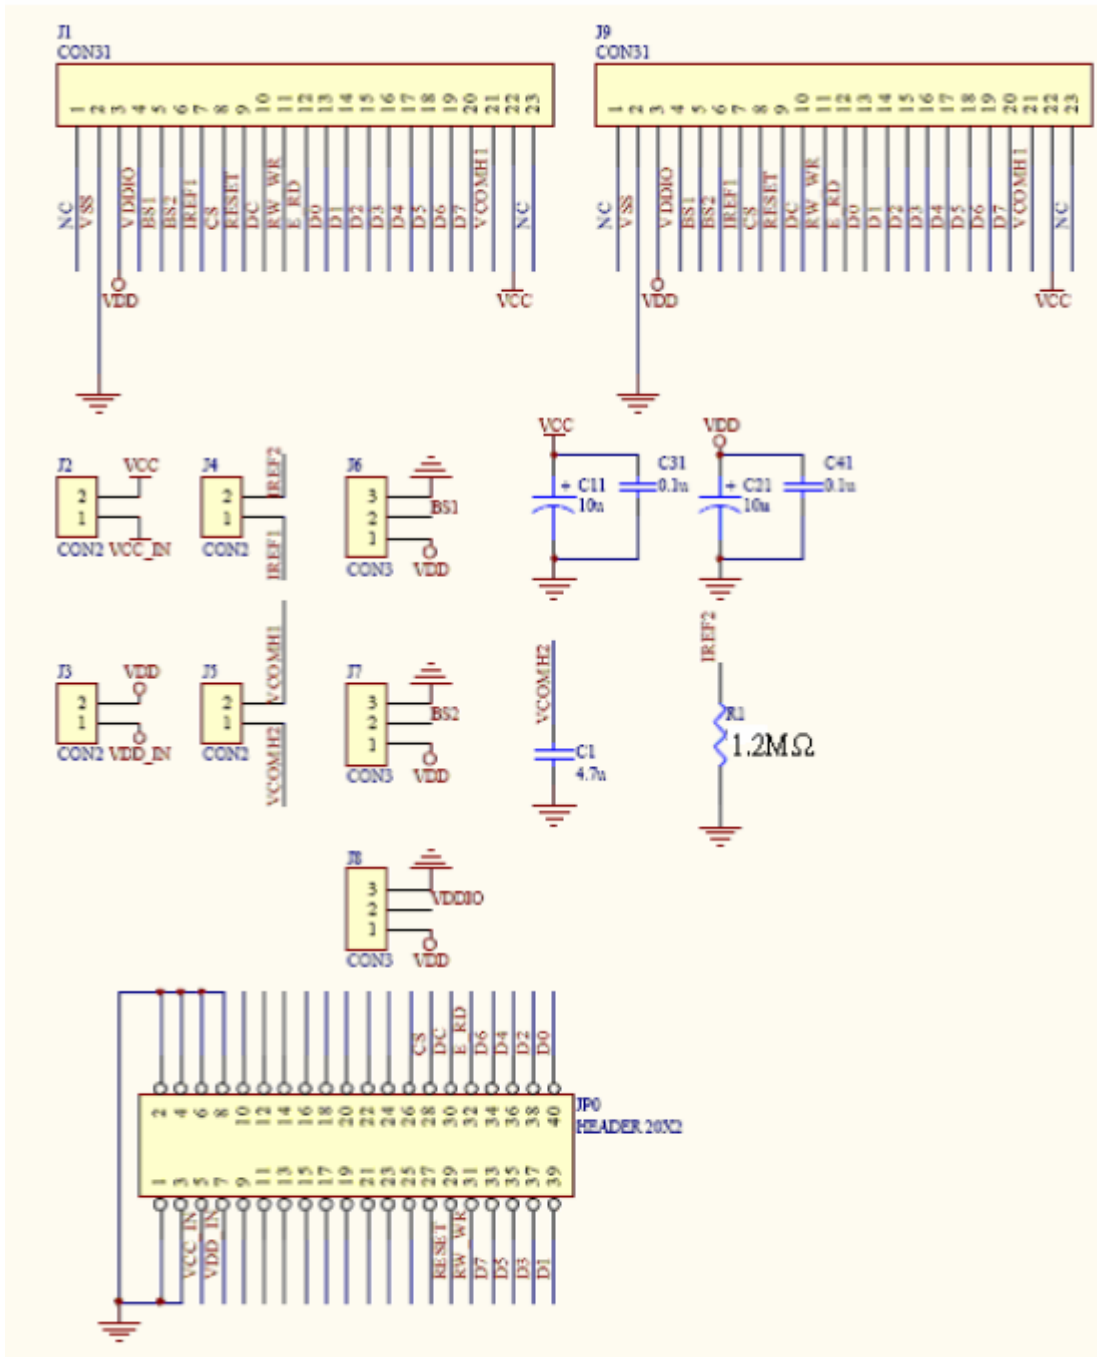 J1
CON31
1 2 3 4 5 6 7 8 9 10 11 12 13 14 15 16 17 18 19 20 21 22 23
NC VSS VDDIO BS1 BS2 IREF1 CS RESET DC RW_WR E_RD D0 D1 D2 D3 D4 D5 D6 D7 VCOMH1 NC
VDD VCC
J9
CON31
1 2 3 4 5 6 7 8 9 10 11 12 13 14 15 16 17 18 19 20 21 22 23
NC VSS VDDIO BS1 BS2 IREF1 CS RESET DC RW_WR E_RD D0 D1 D2 D3 D4 D5 D6 D7 VCOMH1 NC
VDD VCC
J2 VCC
2
1
CON2 VCC_IN
J4 IREF2
2
1
CON2 IREF1
J6
3
2 BS1
1
CON3 VDD
VCC
+ C11
10u
C31
0.1u
VDD
+ C21
10u
C41
0.1u
J3 VDD
2
1
CON2 VDD_IN
J5 VCOMH1
2
1
CON2 VCOMH2
J7
3
2 BS2
1
CON3 VDD
VCOMH2
C1
4.7u
IREF2
R1
1.2MΩ
J8
3 VDDIO
2
1
CON3 VDD
CS DC E_RD D6 D4 D2 D0
2 4 6 8 10 12 14 16 18 20 22 24 26 28 30 32 34 36 38 40
JP0
HEADER 20X2
1 3 5 7 9 11 13 15 17 19 21 23 25 27 29 31 33 35 37 39
VCC_IN VDD_IN RESET RW_WR D7 D5 D3 D1